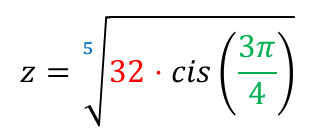 z = ⁵√(32 · cis(3π/4))